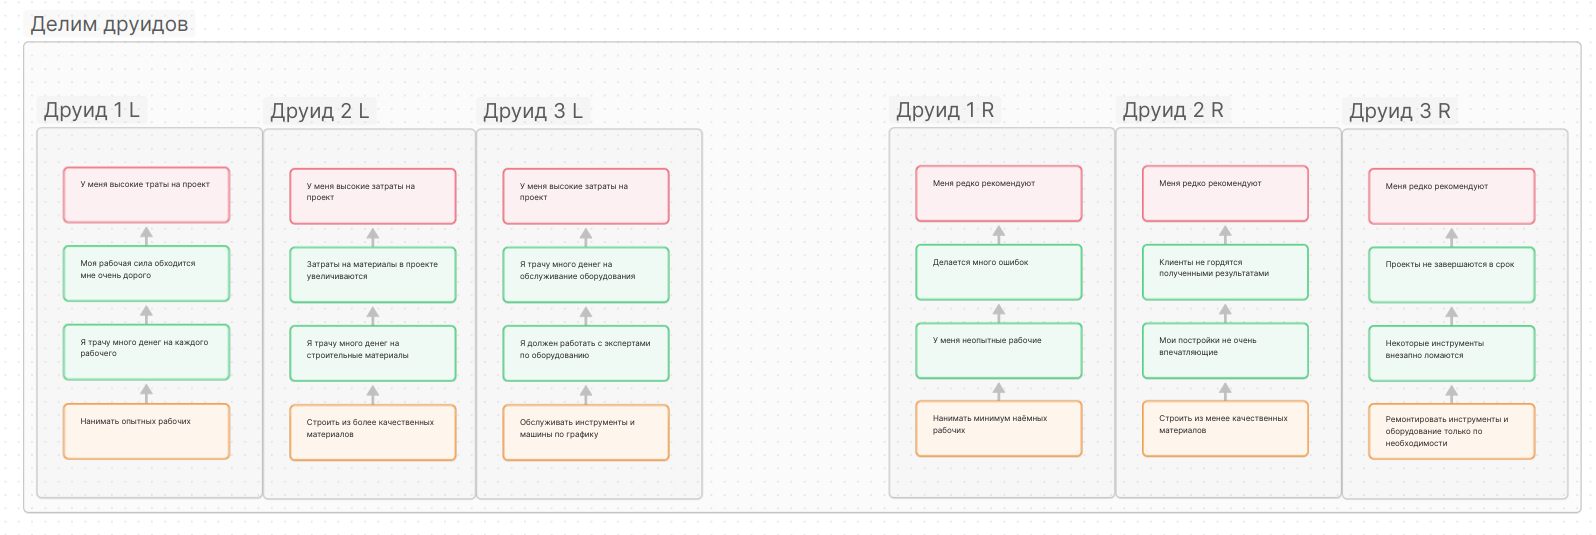 Делим друидов
Друид 1 L
У меня высокие траты на проект
Моя рабочая сила обходится
мне очень дорого
Я трачу много денег на каждого
рабочего
Нанимать опытных рабочих
Друид 2 L
У меня высокие затраты на
проект
Затраты на материалы в проекте
увеличиваются
Я трачу много денег на
строительные материалы
Строить из более качественных
материалов
Друид 3 L
У меня высокие затраты на
проект
Я трачу много денег на
обслуживание оборудования
Я должен работать с экспертами
по оборудованию
Обслуживать инструменты и
машины по графику
Друид 1 R
Меня редко рекомендуют
Делается много ошибок
У меня неопытные рабочие
Нанимать минимум наёмных
рабочих
Друид 2 R
Меня редко рекомендуют
Клиенты не гордятся
полученными результатами
Мои постройки не очень
впечатляющие
Строить из менее качественных
материалов
Друид 3 R
Меня редко рекомендуют
Проекты не завершаются в срок
Некоторые инструменты
внезапно ломаются
Ремонтировать инструменты и
оборудование только по
необходимости